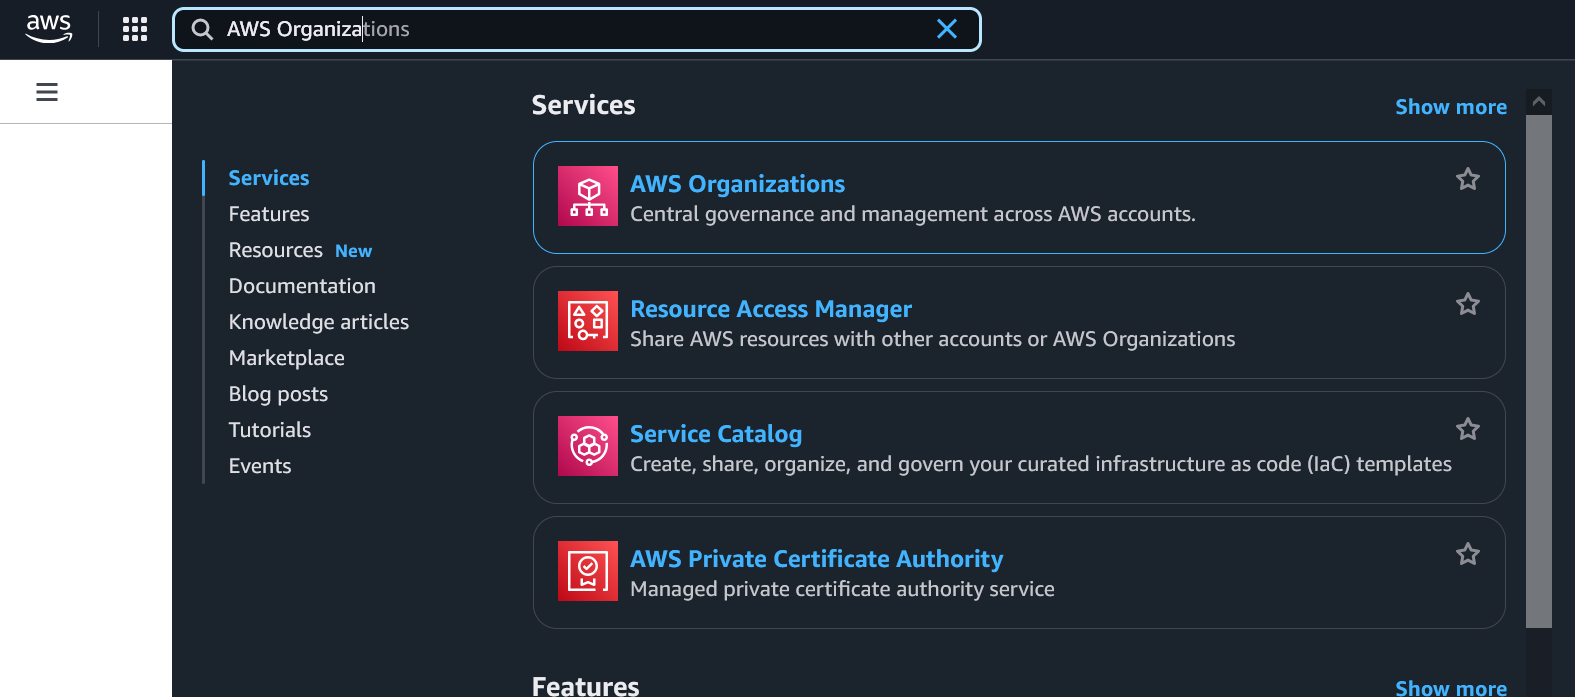 aws
AWS Organizations
Services
Show more
Services
Features
Resources New
Documentation
Knowledge articles
Marketplace
Blog posts
Tutorials
Events
AWS Organizations
Central governance and management across AWS accounts.
Resource Access Manager
Share AWS resources with other accounts or AWS Organizations
Service Catalog
Create, share, organize, and govern your curated infrastructure as code (IaC) templates
AWS Private Certificate Authority
Managed private certificate authority service
Features
Show more